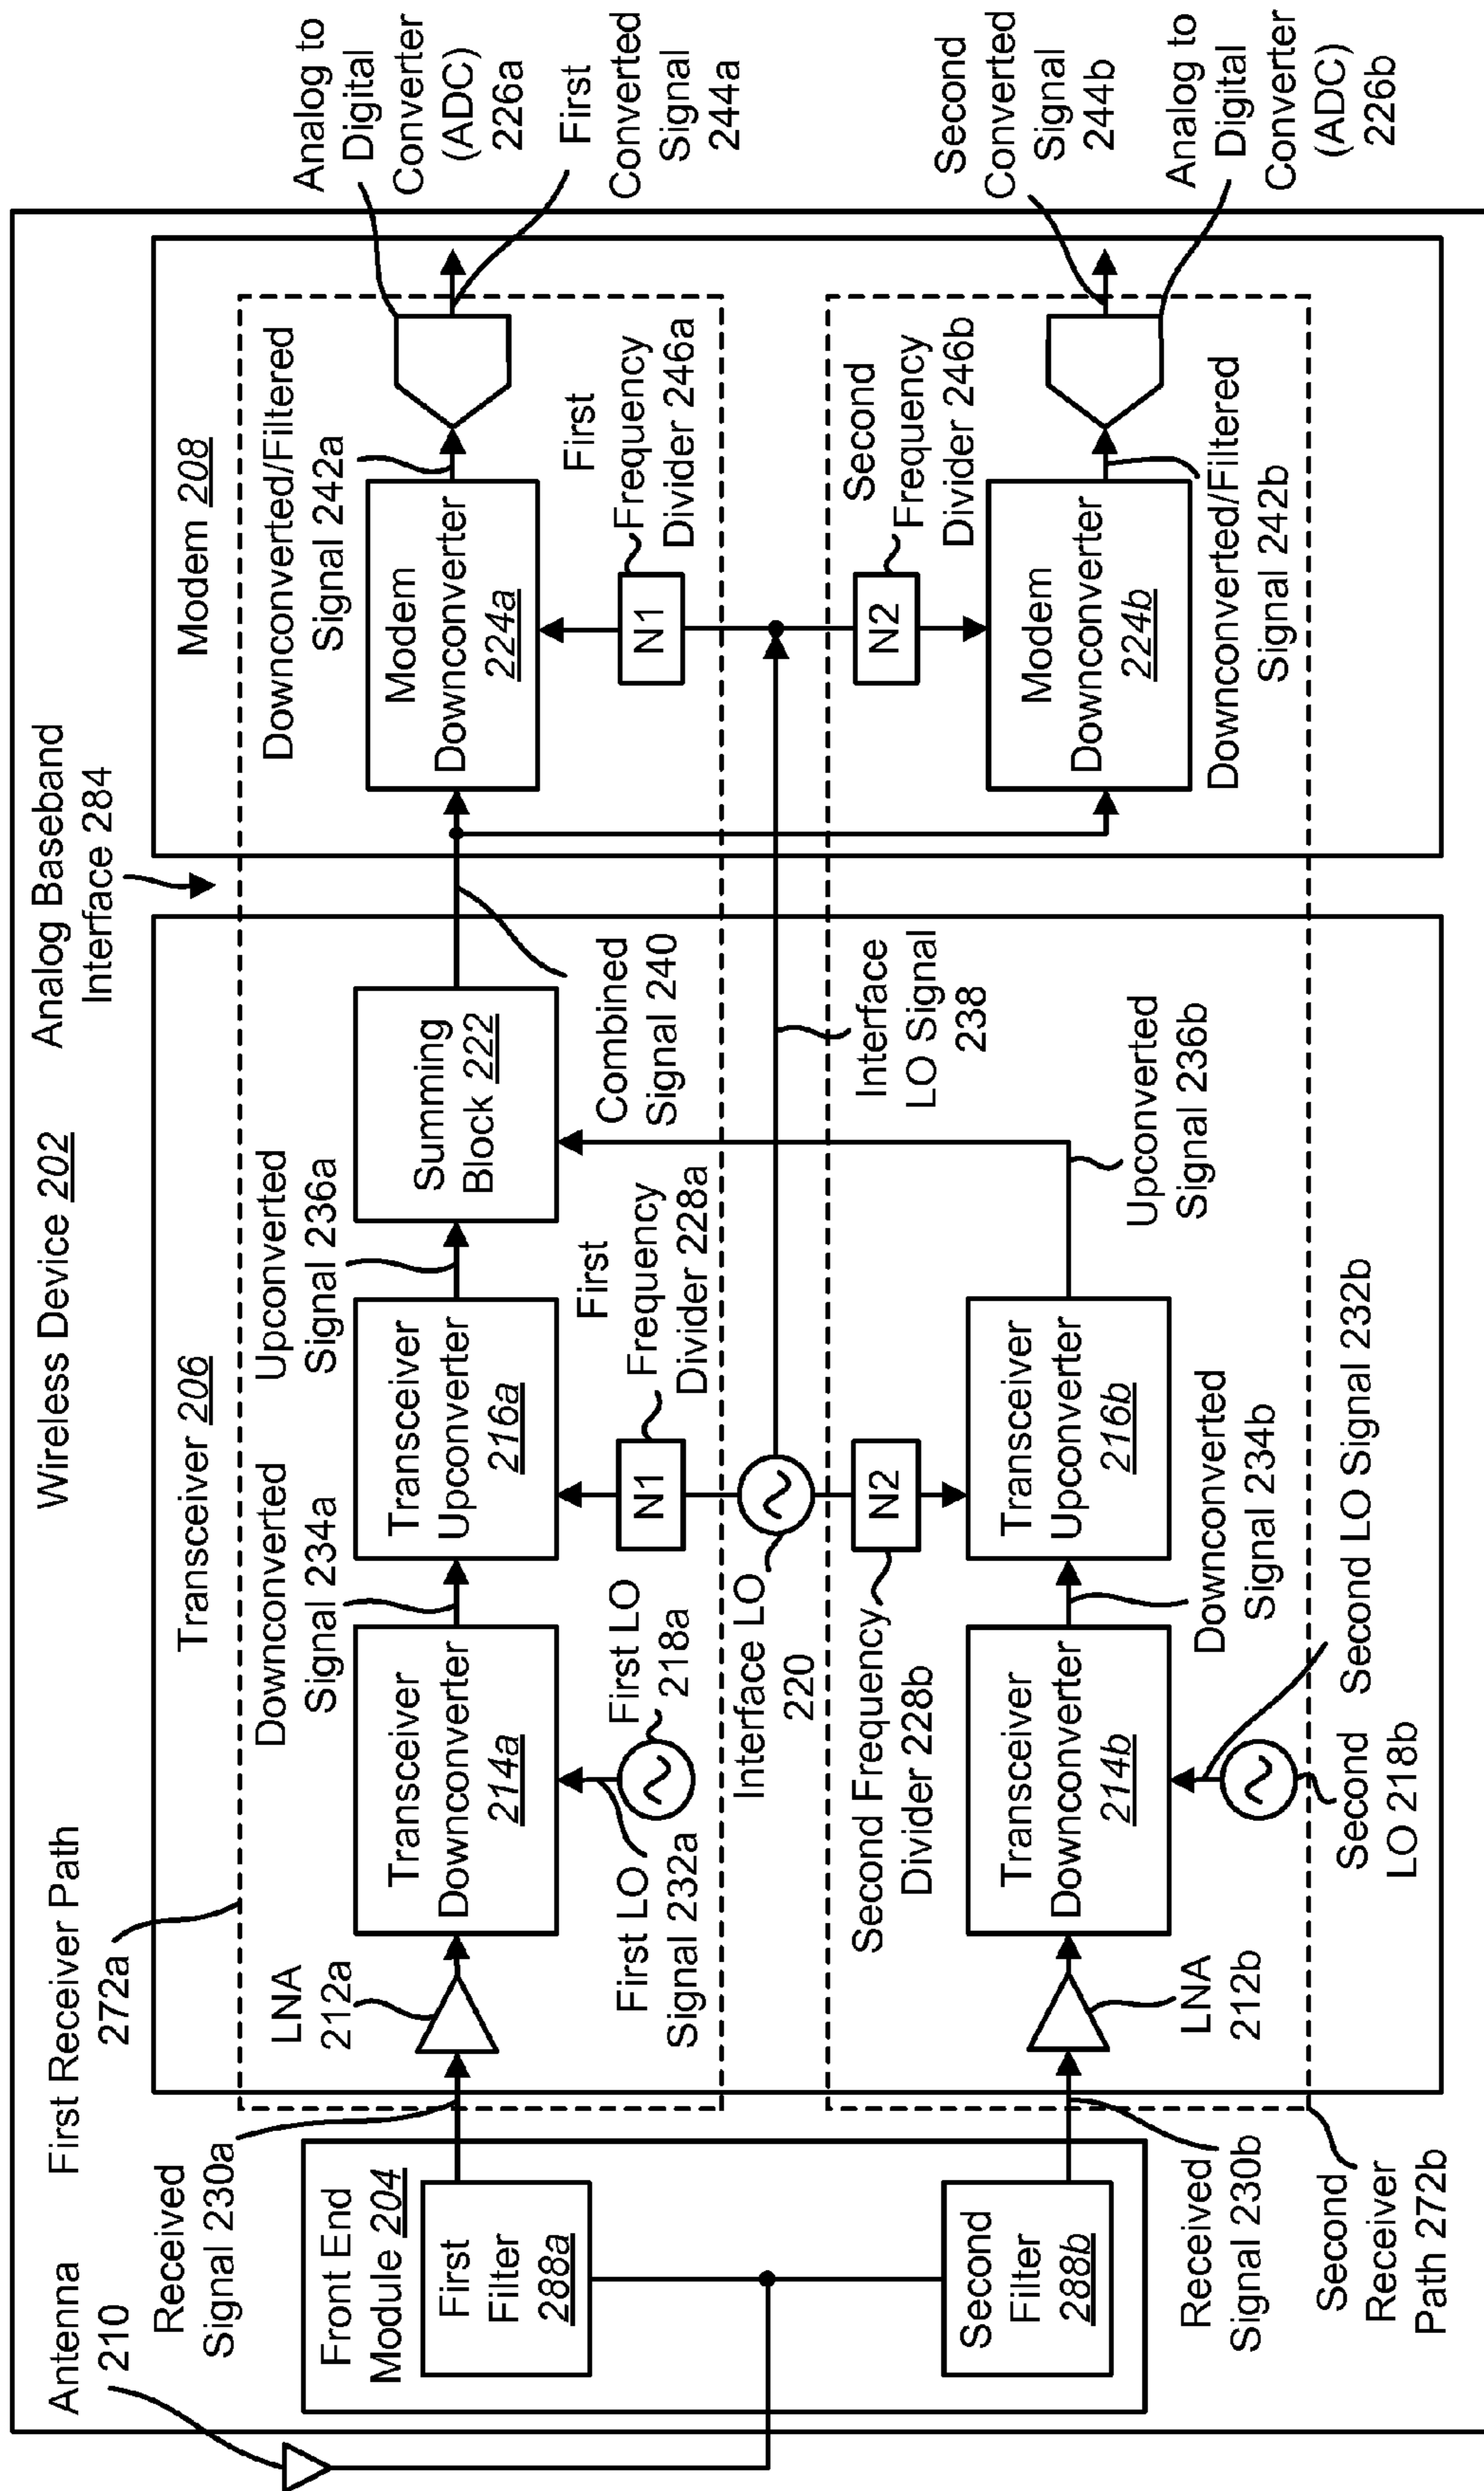 Wireless Device 202
Antenna
210
First Receiver Path
272a
Analog Baseband
Interface 284
Received
Signal 230a
Transceiver 206
Modem 208
Front End
Module 204
First
Filter
288a
Second
Filter
288b
LNA
212a
Downconverted
Signal 234a
Upconverted
Signal 236a
Downconverted/Filtered
Signal 242a
Transceiver
Downconverter
214a
Transceiver
Upconverter
216a
Summing
Block 222
Modem
Downconverter
224a
Analog to
Digital
Converter
(ADC)
226a
First
Converted
Signal
244a
First LO
Signal 232a
First LO
218a
N1
First
Frequency
Divider 228a
Combined
Signal 240
N1
First
Frequency
Divider 246a
Interface LO
220
Interface
LO Signal
238
Second Frequency
Divider 228b
N2
N2
Second
Frequency
Divider 246b
Second
Converted
Signal
244b
Transceiver
Downconverter
214b
Transceiver
Upconverter
216b
Modem
Downconverter
224b
Analog to
Digital
Converter
(ADC)
226b
Received
Signal 230b
LNA
212b
Downconverted
Signal 234b
Upconverted
Signal 236b
Downconverted/Filtered
Signal 242b
Second
Receiver
Path 272b
Second
LO 218b
Second LO Signal 232b